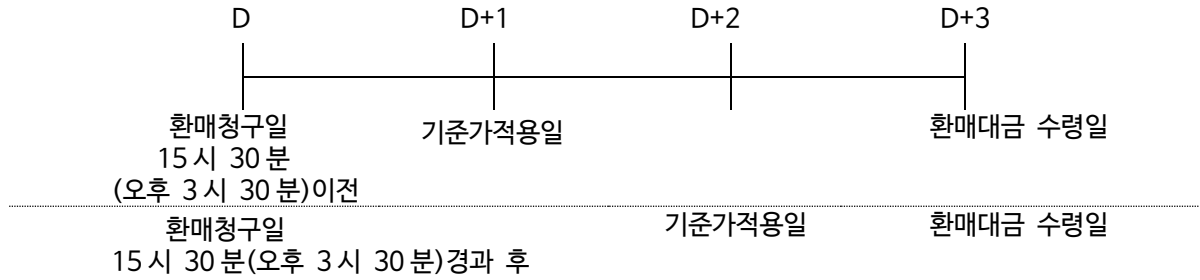 D D+1 D+2 D+3
환매청구일 기준가적용일 환매대금 수령일
15시 30분
(오후 3시 30분)이전
환매청구일 기준가적용일 환매대금 수령일
15시 30분(오후 3시 30분)경과 후